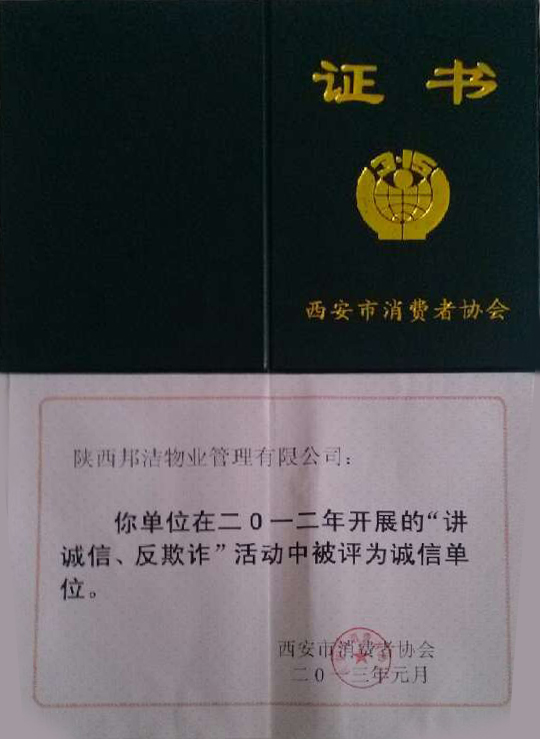 证书
3·15
西安市消费者协会
陕西邦洁物业管理有限公司：
你单位在二0一二年开展的“讲
诚信、反欺诈”活动中被评为诚信单
位。
西安市消费者协会
二0一三年元月